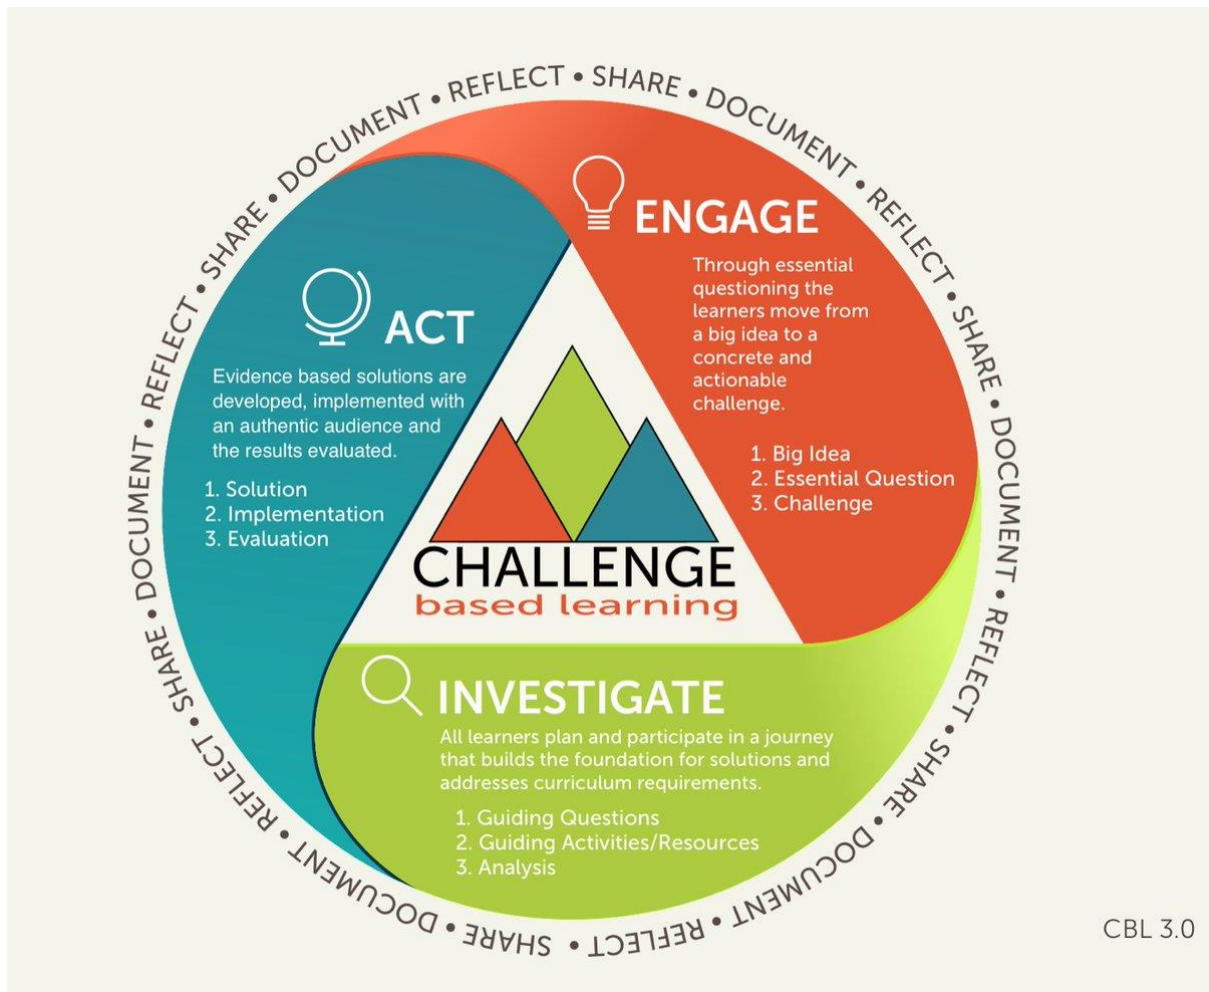 SHARE • DOCUMENT • REFLECT • SHARE • DOCUMENT • REFLECT • SHARE • DOCUMENT • REFLECT • SHARE • DOCUMENT • REFLECT • SHARE • DOCUMENT • REFLECT • SHARE • DOCUMENT • REFLECT •
ENGAGE
Through essential
questioning the
learners move from
a big idea to a
concrete and
actionable
challenge.
1. Big Idea
2. Essential Question
3. Challenge
INVESTIGATE
All learners plan and participate in a journey
that builds the foundation for solutions and
addresses curriculum requirements.
1. Guiding Questions
2. Guiding Activities/Resources
3. Analysis
ACT
Evidence based solutions are
developed, implemented with
an authentic audience and
the results evaluated.
1. Solution
2. Implementation
3. Evaluation
CHALLENGE
based learning
CBL 3.0